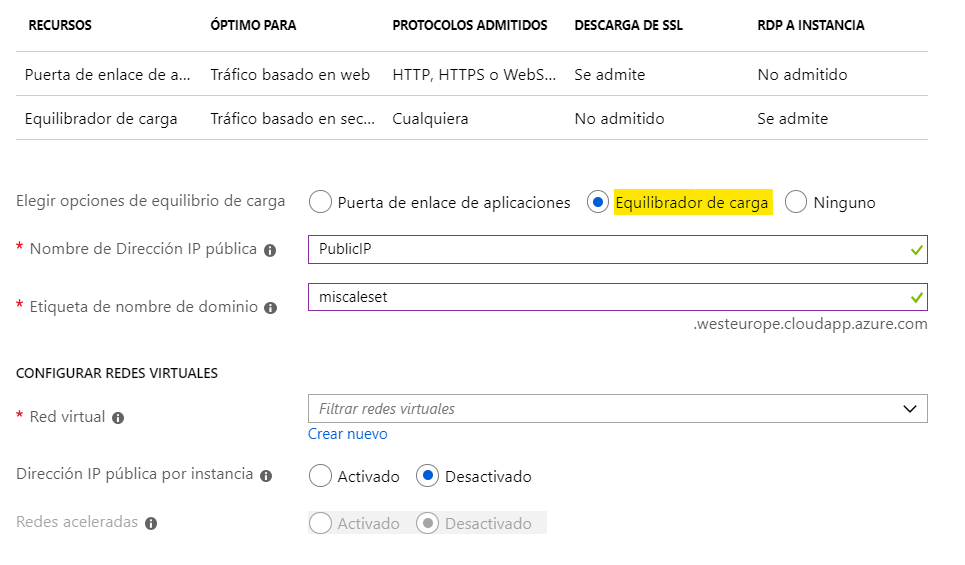 RECURSOS ÓPTIMO PARA PROTOCOLOS ADMITIDOS DESCARGA DE SSL RDP A INSTANCIA
Puerta de enlace de a... Tráfico basado en web HTTP, HTTPS o WebS... Se admite No admitido
Equilibrador de carga Tráfico basado en sec... Cualquiera No admitido Se admite
Elegir opciones de equilibrio de carga Puerta de enlace de aplicaciones Equilibrador de carga Ninguno
* Nombre de Dirección IP pública PublicIP
* Etiqueta de nombre de dominio miscaleset
.westeurope.cloudapp.azure.com
CONFIGURAR REDES VIRTUALES
* Red virtual Filtrar redes virtuales
Crear nuevo
Dirección IP pública por instancia Activado Desactivado
Redes aceleradas Activado Desactivado